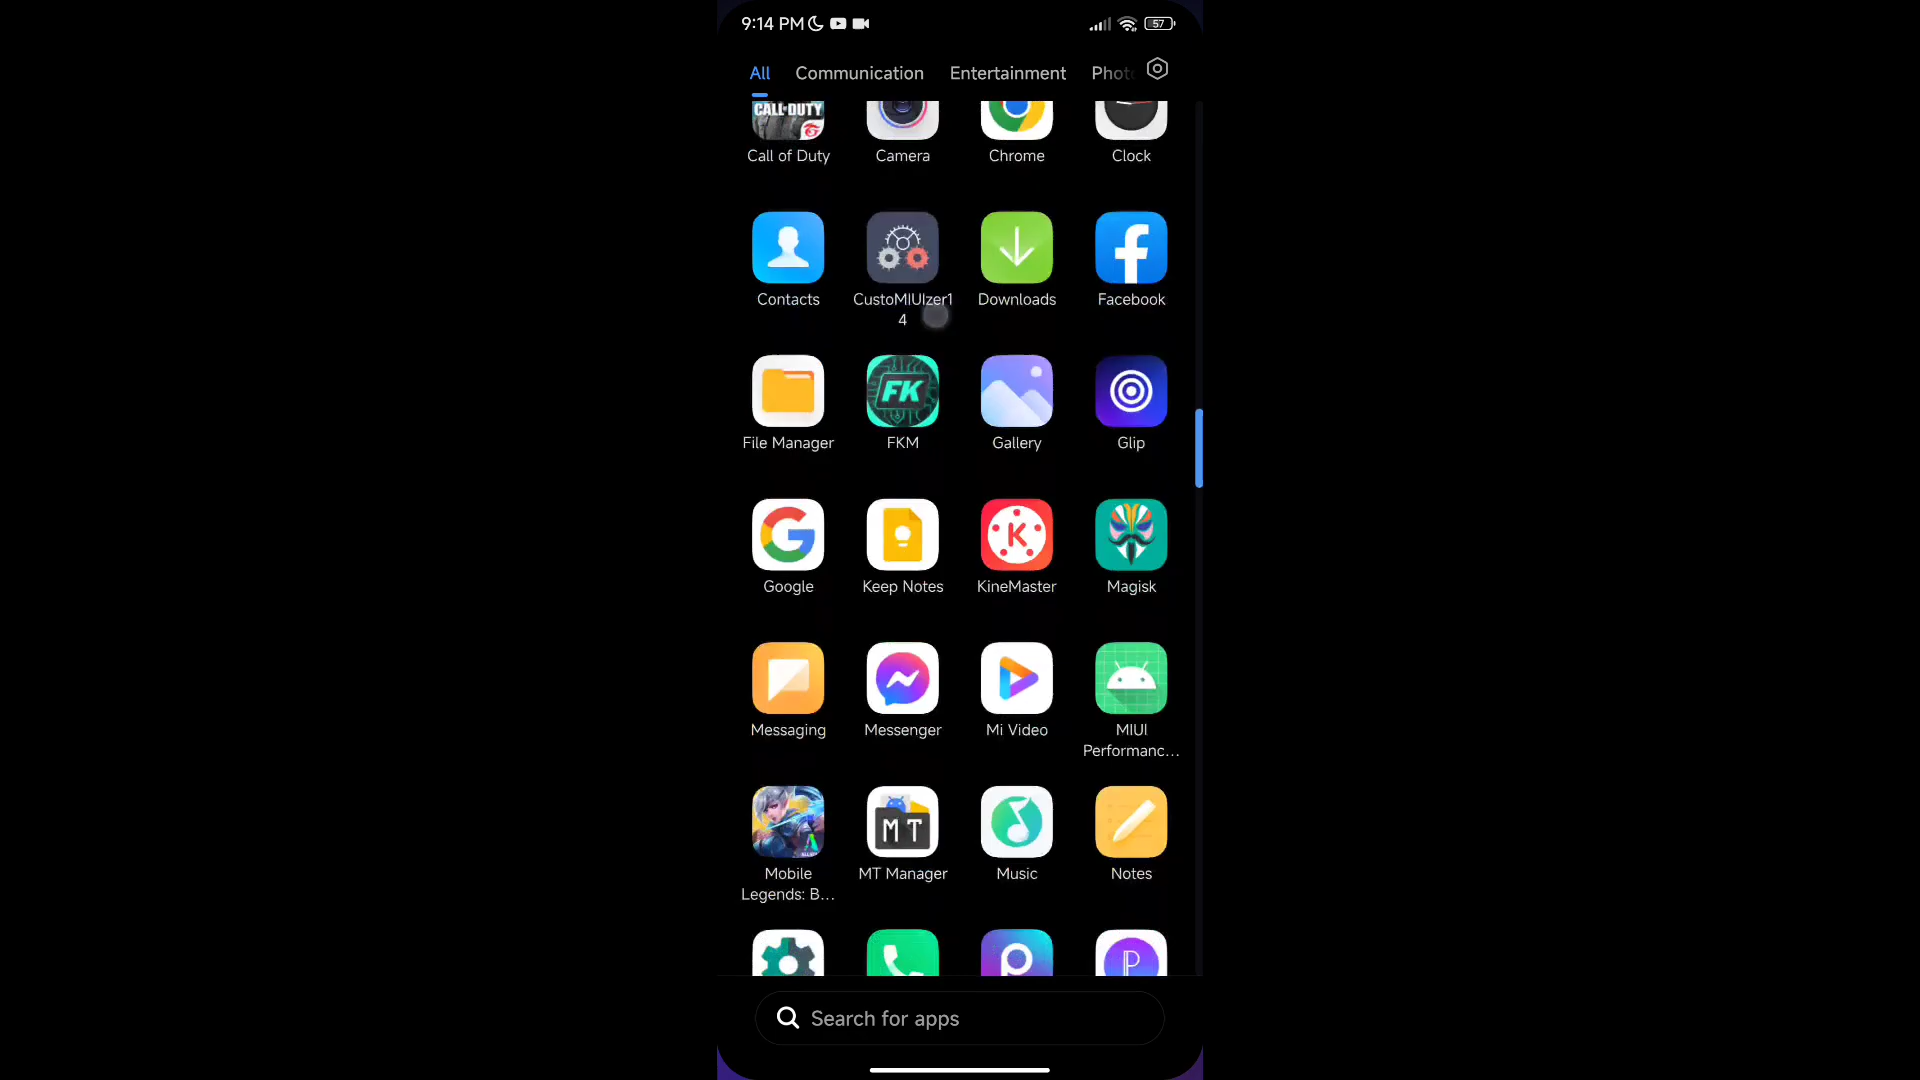 9:14 PM
57
All Communication Entertainment Phot
CALL·DUTY
Call of Duty Camera Chrome Clock
Contacts CustoMIUIzer14 Downloads Facebook
FK
File Manager FKM Gallery Glip
G K
Google Keep Notes KineMaster Magisk
Messaging Messenger Mi Video MIUI Performanc...
M T
Mobile Legends: B... MT Manager Music Notes
P P
Search for apps